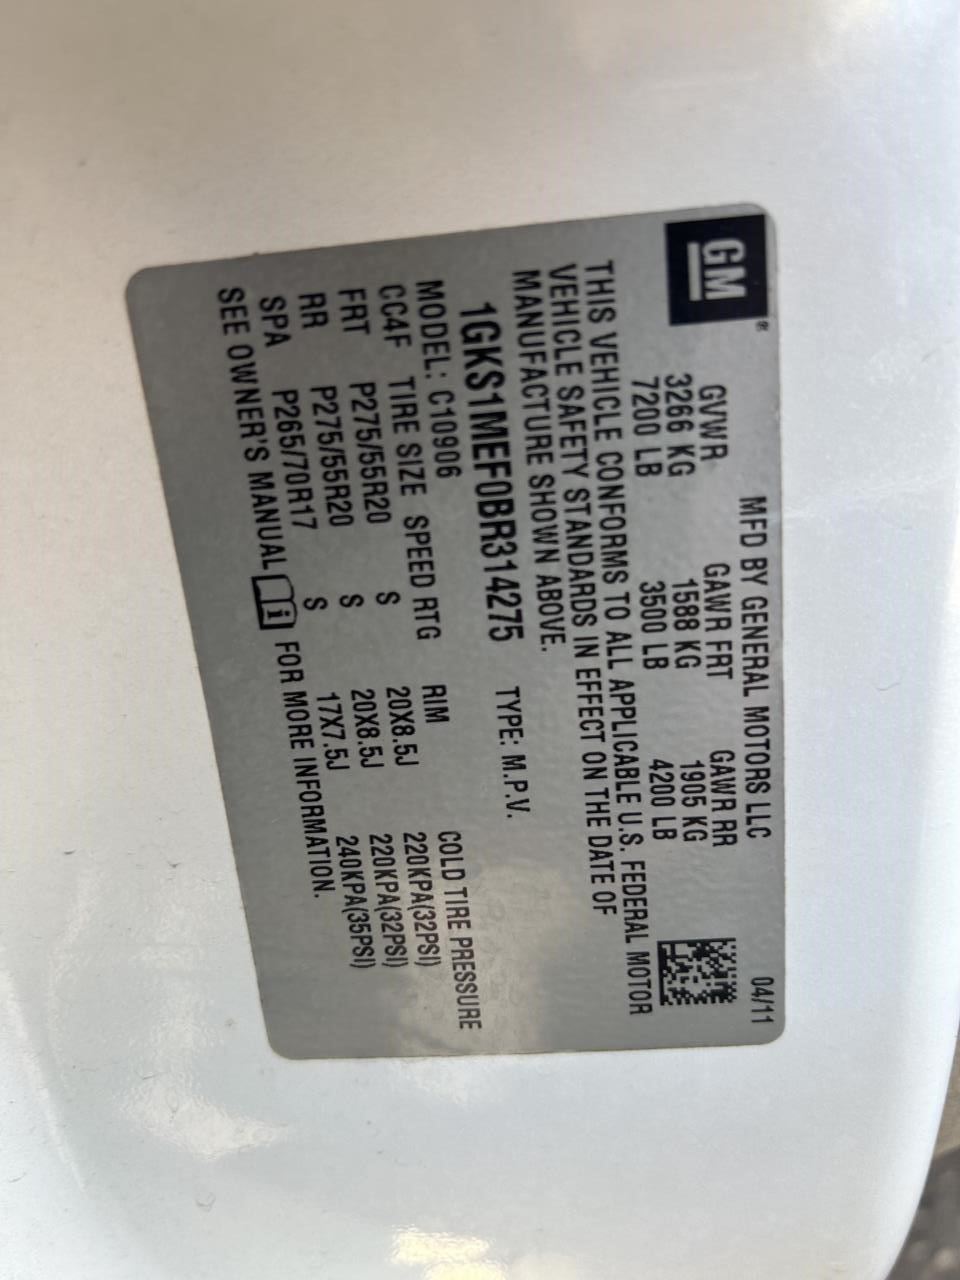 GM®
MFD BY GENERAL MOTORS LLC 04/11
GVWR GAWR FRT GAWR RR
3266 KG 1588 KG 1905 KG
7200 LB 3500 LB 4200 LB
THIS VEHICLE CONFORMS TO ALL APPLICABLE U.S. FEDERAL MOTOR
VEHICLE SAFETY STANDARDS IN EFFECT ON THE DATE OF
MANUFACTURE SHOWN ABOVE.
1GKS1MEF0BR314275 TYPE: M.P.V.
MODEL: C10906
CC4F TIRE SIZE SPEED RTG RIM COLD TIRE PRESSURE
FRT P275/55R20 S 20X8.5J 220KPA(32PSI)
RR P275/55R20 S 20X8.5J 220KPA(32PSI)
SPA P265/70R17 S 17X7.5J 240KPA(35PSI)
SEE OWNER'S MANUAL i FOR MORE INFORMATION.